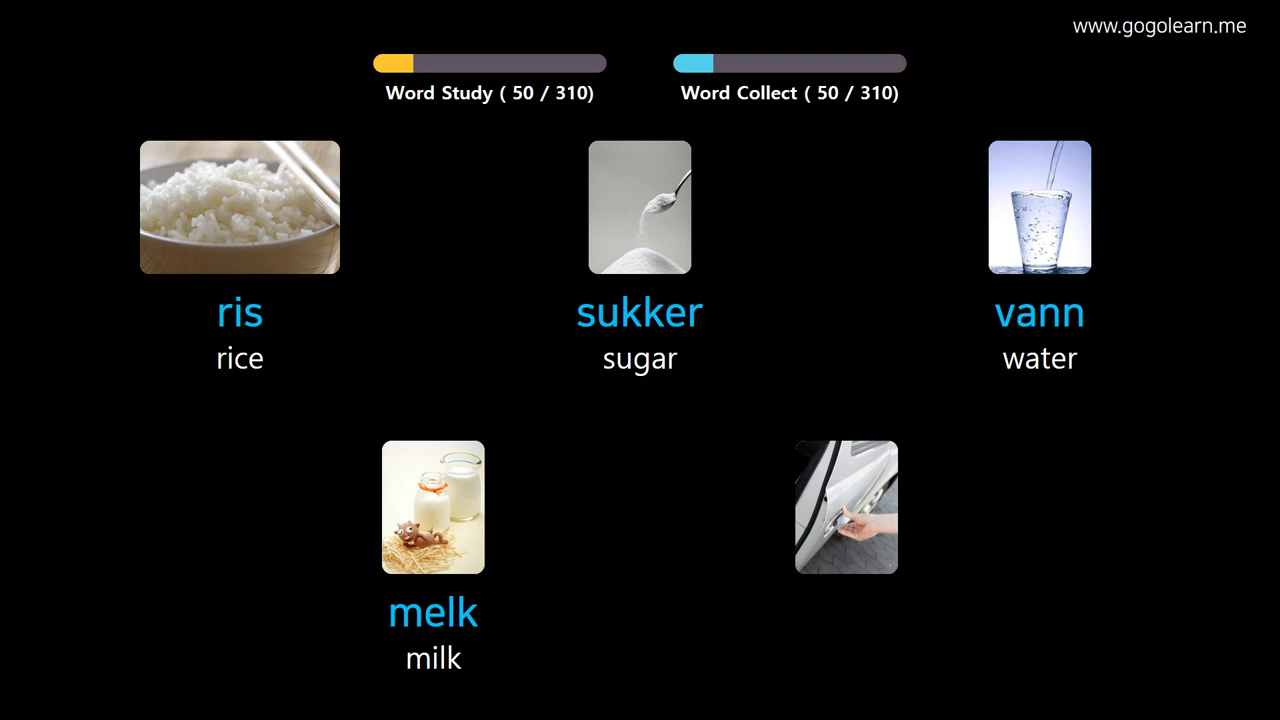 www.gogolearn.me
Word Study ( 50 / 310)
Word Collect ( 50 / 310)
ris
rice
sukker
sugar
vann
water
melk
milk